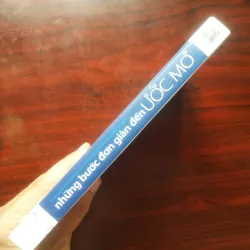 những bước đơn giản đến ƯỚC MƠ